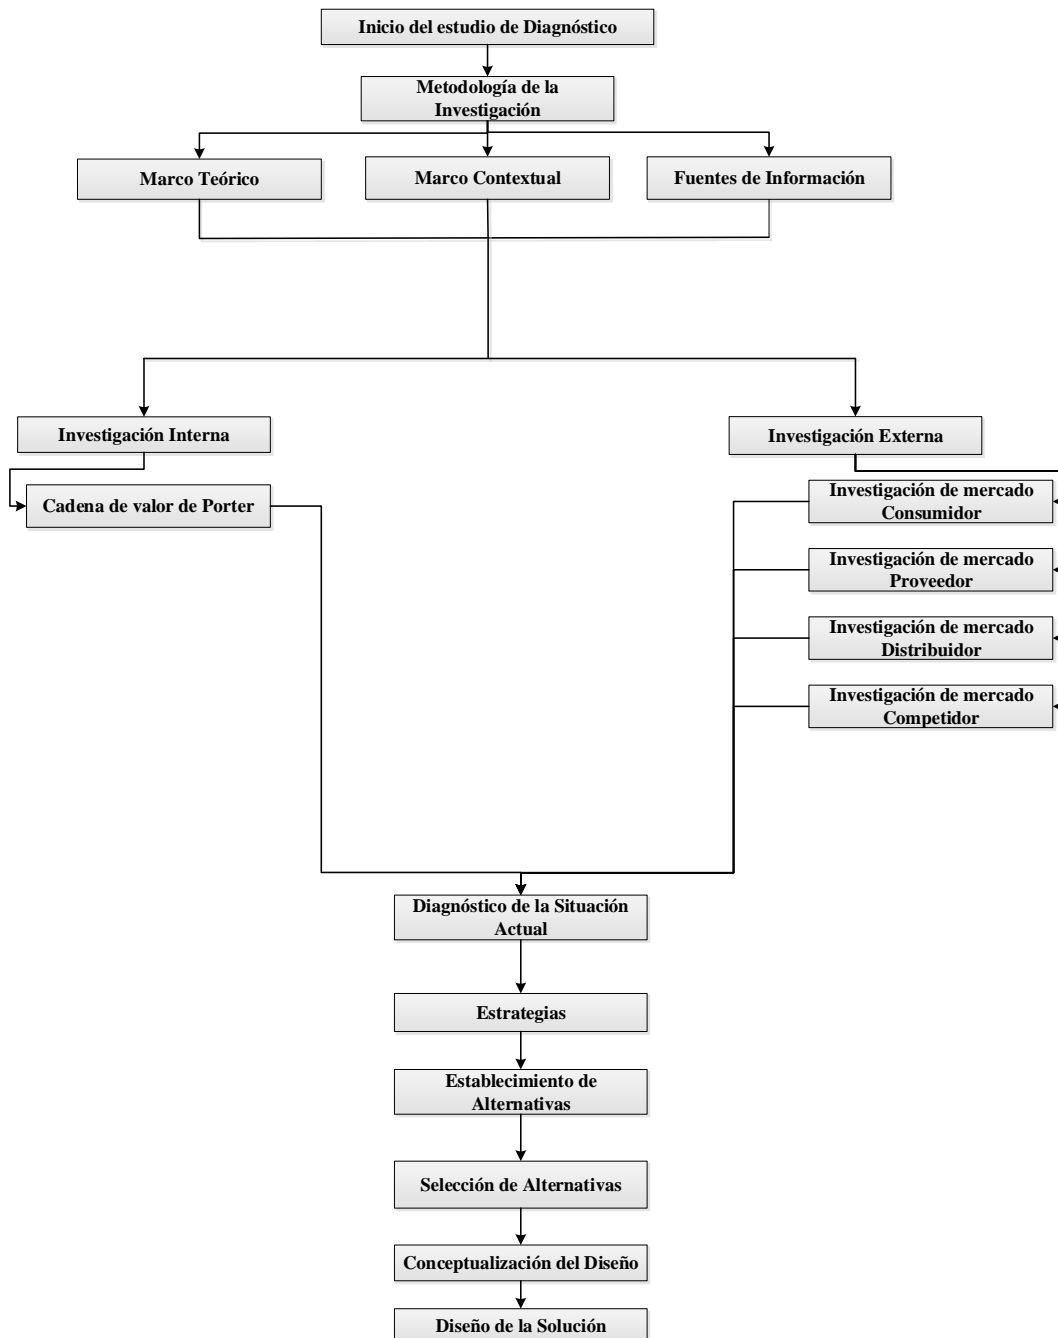 Inicio del estudio de Diagnóstico
Metodología de la
Investigación
Marco Teórico
Marco Contextual
Fuentes de Información
Investigación Interna
Investigación Externa
Cadena de valor de Porter
Investigación de mercado
Consumidor
Investigación de mercado
Proveedor
Investigación de mercado
Distribuidor
Investigación de mercado
Competidor
Diagnóstico de la Situación
Actual
Estrategias
Establecimiento de
Alternativas
Selección de Alternativas
Conceptualización del Diseño
Diseño de la Solución